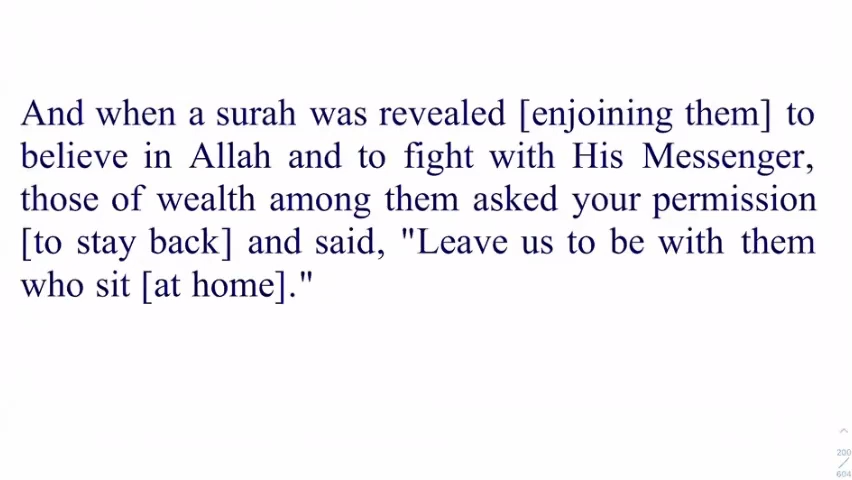 And when a surah was revealed [enjoining them] to
believe in Allah and to fight with His Messenger,
those of wealth among them asked your permission
[to stay back] and said, "Leave us to be with them
who sit [at home]."
200
/
604